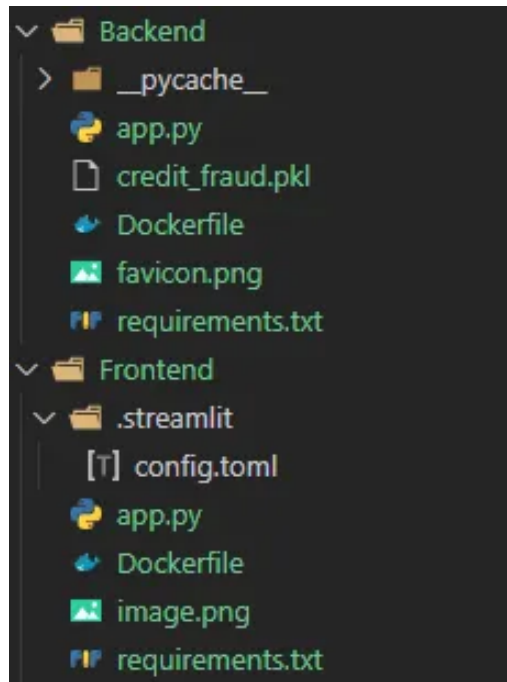 Backend
__pycache__
app.py
credit_fraud.pkl
Dockerfile
favicon.png
requirements.txt
Frontend
.streamlit
[T] config.toml
app.py
Dockerfile
image.png
requirements.txt